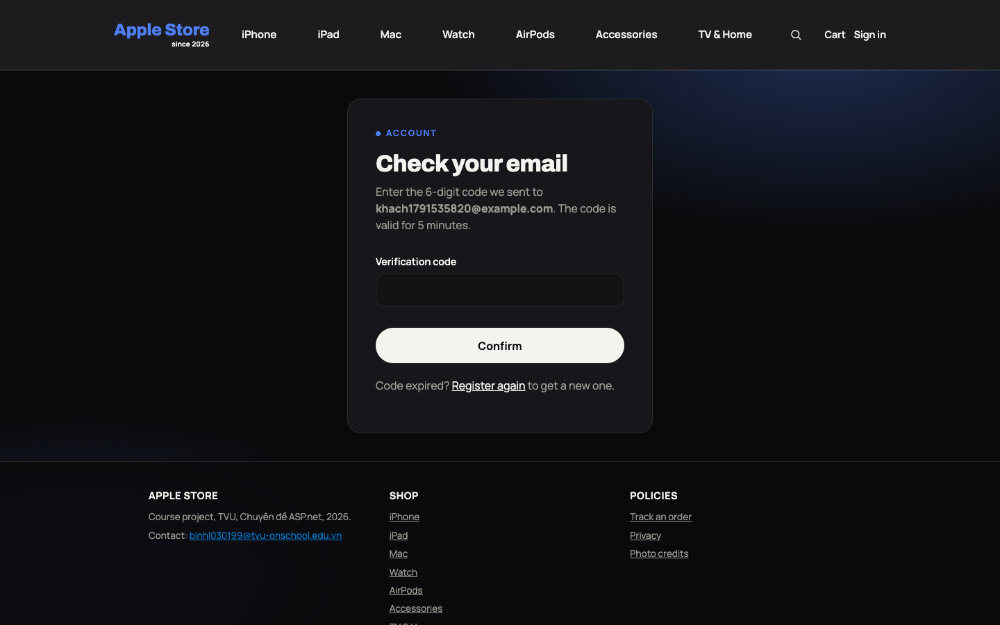 Apple Store
since 2026
iPhone
iPad
Mac
Watch
AirPods
Accessories
TV & Home
Cart
Sign in
ACCOUNT
Check your email
Enter the 6-digit code we sent to
khach1791535820@example.com. The code is
valid for 5 minutes.
Verification code
Confirm
Code expired? Register again to get a new one.
APPLE STORE
Course project, TVU, Chuyên đề ASP.net, 2026.
Contact: binhl030199@tvu-onschool.edu.vn
SHOP
iPhone
iPad
Mac
Watch
AirPods
Accessories
POLICIES
Track an order
Privacy
Photo credits